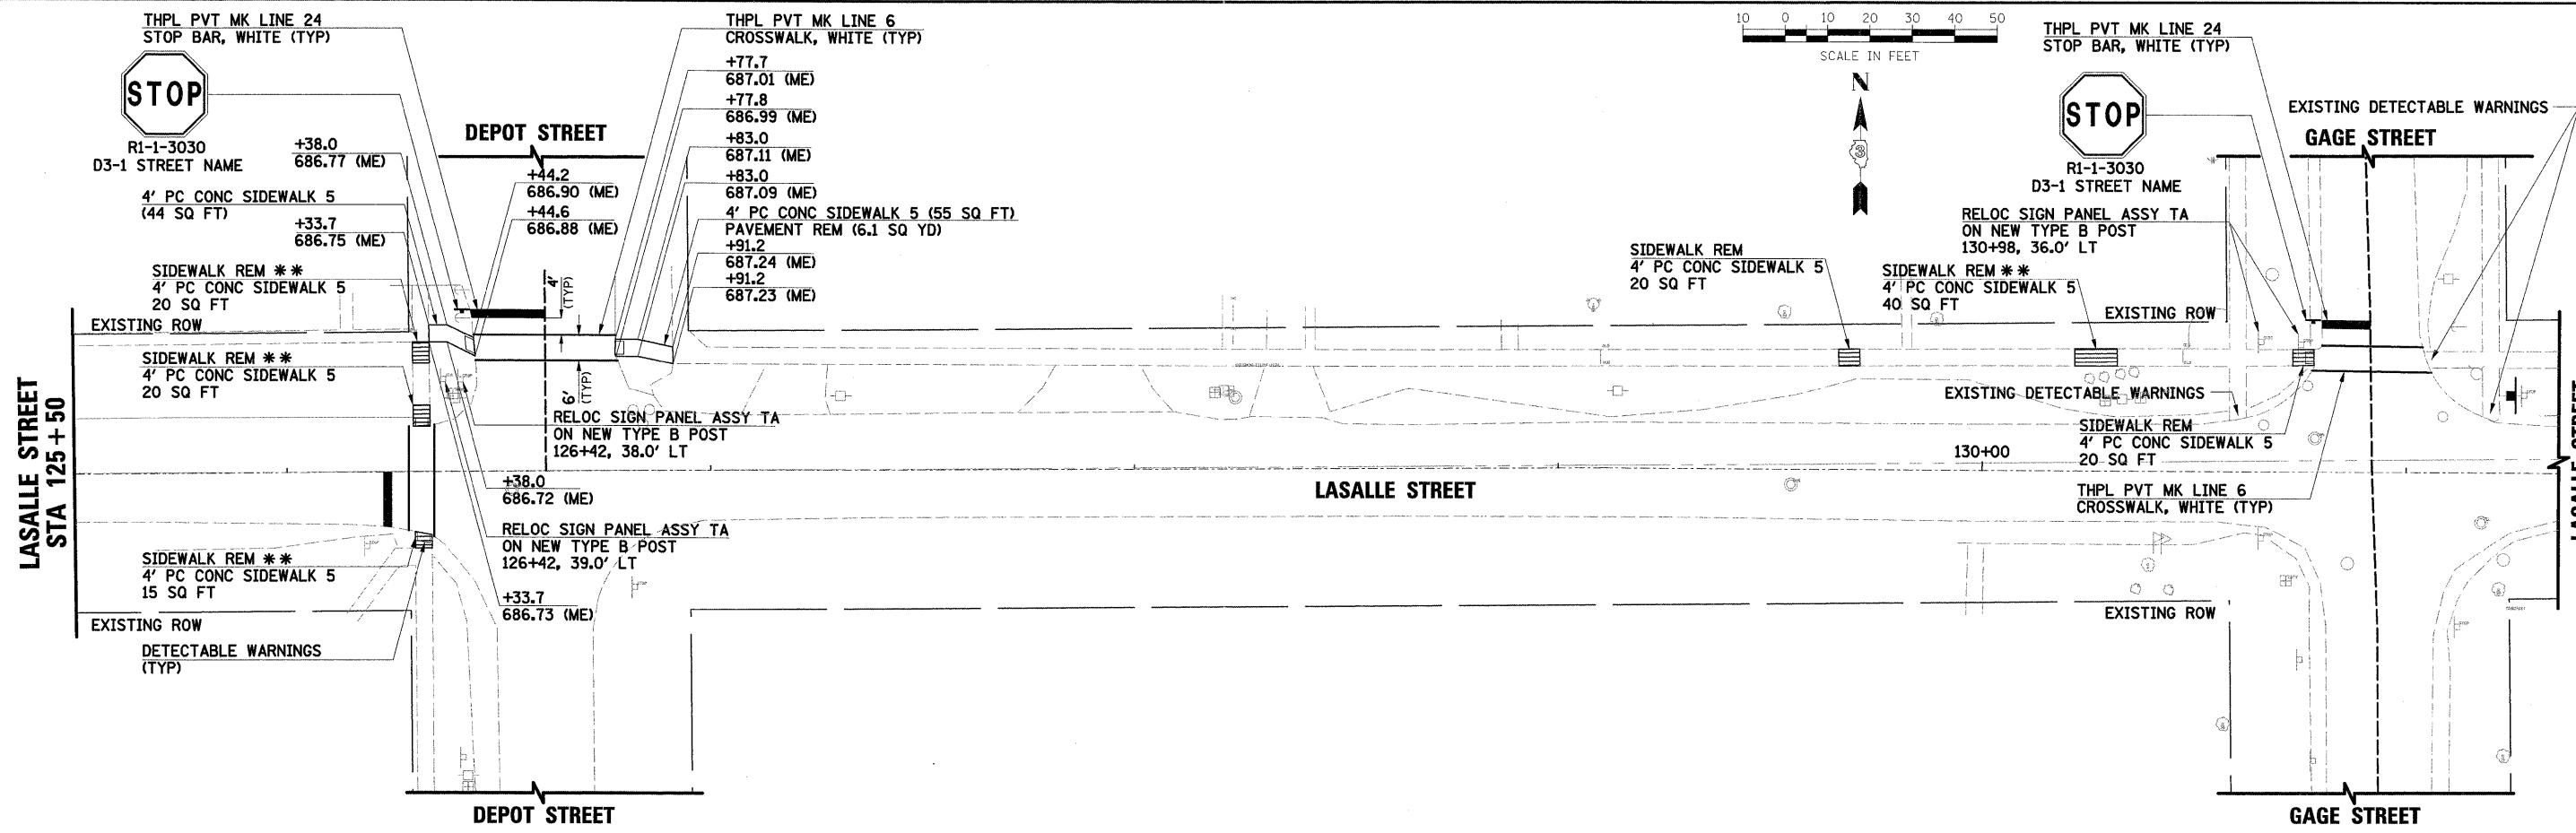 THPL PVT MK LINE 24
STOP BAR, WHITE (TYP)
STOP
R1-1-3030
D3-1 STREET NAME
+38.0
686.77 (ME)
4' PC CONC SIDEWALK 5
(44 SQ FT)
+33.7
686.75 (ME)
SIDEWALK REM **
4' PC CONC SIDEWALK 5
20 SQ FT
EXISTING ROW
SIDEWALK REM **
4' PC CONC SIDEWALK 5
20 SQ FT
LASALLE STREET
STA 125+50
SIDEWALK REM **
4' PC CONC SIDEWALK 5
15 SQ FT
EXISTING ROW
DETECTABLE WARNINGS
(TYP)
DEPOT STREET
+44.2
686.90 (ME)
+44.6
686.88 (ME)
4'
(TYP)
6'
(TYP)
THPL PVT MK LINE 6
CROSSWALK, WHITE (TYP)
+77.7
687.01 (ME)
+77.8
686.99 (ME)
+83.0
687.11 (ME)
+83.0
687.09 (ME)
4' PC CONC SIDEWALK 5 (55 SQ FT)
PAVEMENT REM (6.1 SQ YD)
+91.2
687.24 (ME)
+91.2
687.23 (ME)
RELOC SIGN PANEL ASSY TA
ON NEW TYPE B POST
126+42, 38.0' LT
+38.0
686.72 (ME)
RELOC SIGN PANEL ASSY TA
ON NEW TYPE B POST
126+42, 39.0' LT
+33.7
686.73 (ME)
DEPOT STREET
LASALLE STREET
10 0 10 20 30 40 50
SCALE IN FEET
N
3
THPL PVT MK LINE 24
STOP BAR, WHITE (TYP)
STOP
R1-1-3030
D3-1 STREET NAME
EXISTING DETECTABLE WARNINGS
GAGE STREET
RELOC SIGN PANEL ASSY TA
ON NEW TYPE B POST
130+98, 36.0' LT
SIDEWALK REM
4' PC CONC SIDEWALK 5
20 SQ FT
SIDEWALK REM **
4' PC CONC SIDEWALK 5
40 SQ FT
EXISTING ROW
EXISTING DETECTABLE WARNINGS
SIDEWALK REM
4' PC CONC SIDEWALK 5
20 SQ FT
130+00
THPL PVT MK LINE 6
CROSSWALK, WHITE (TYP)
EXISTING ROW
GAGE STREET